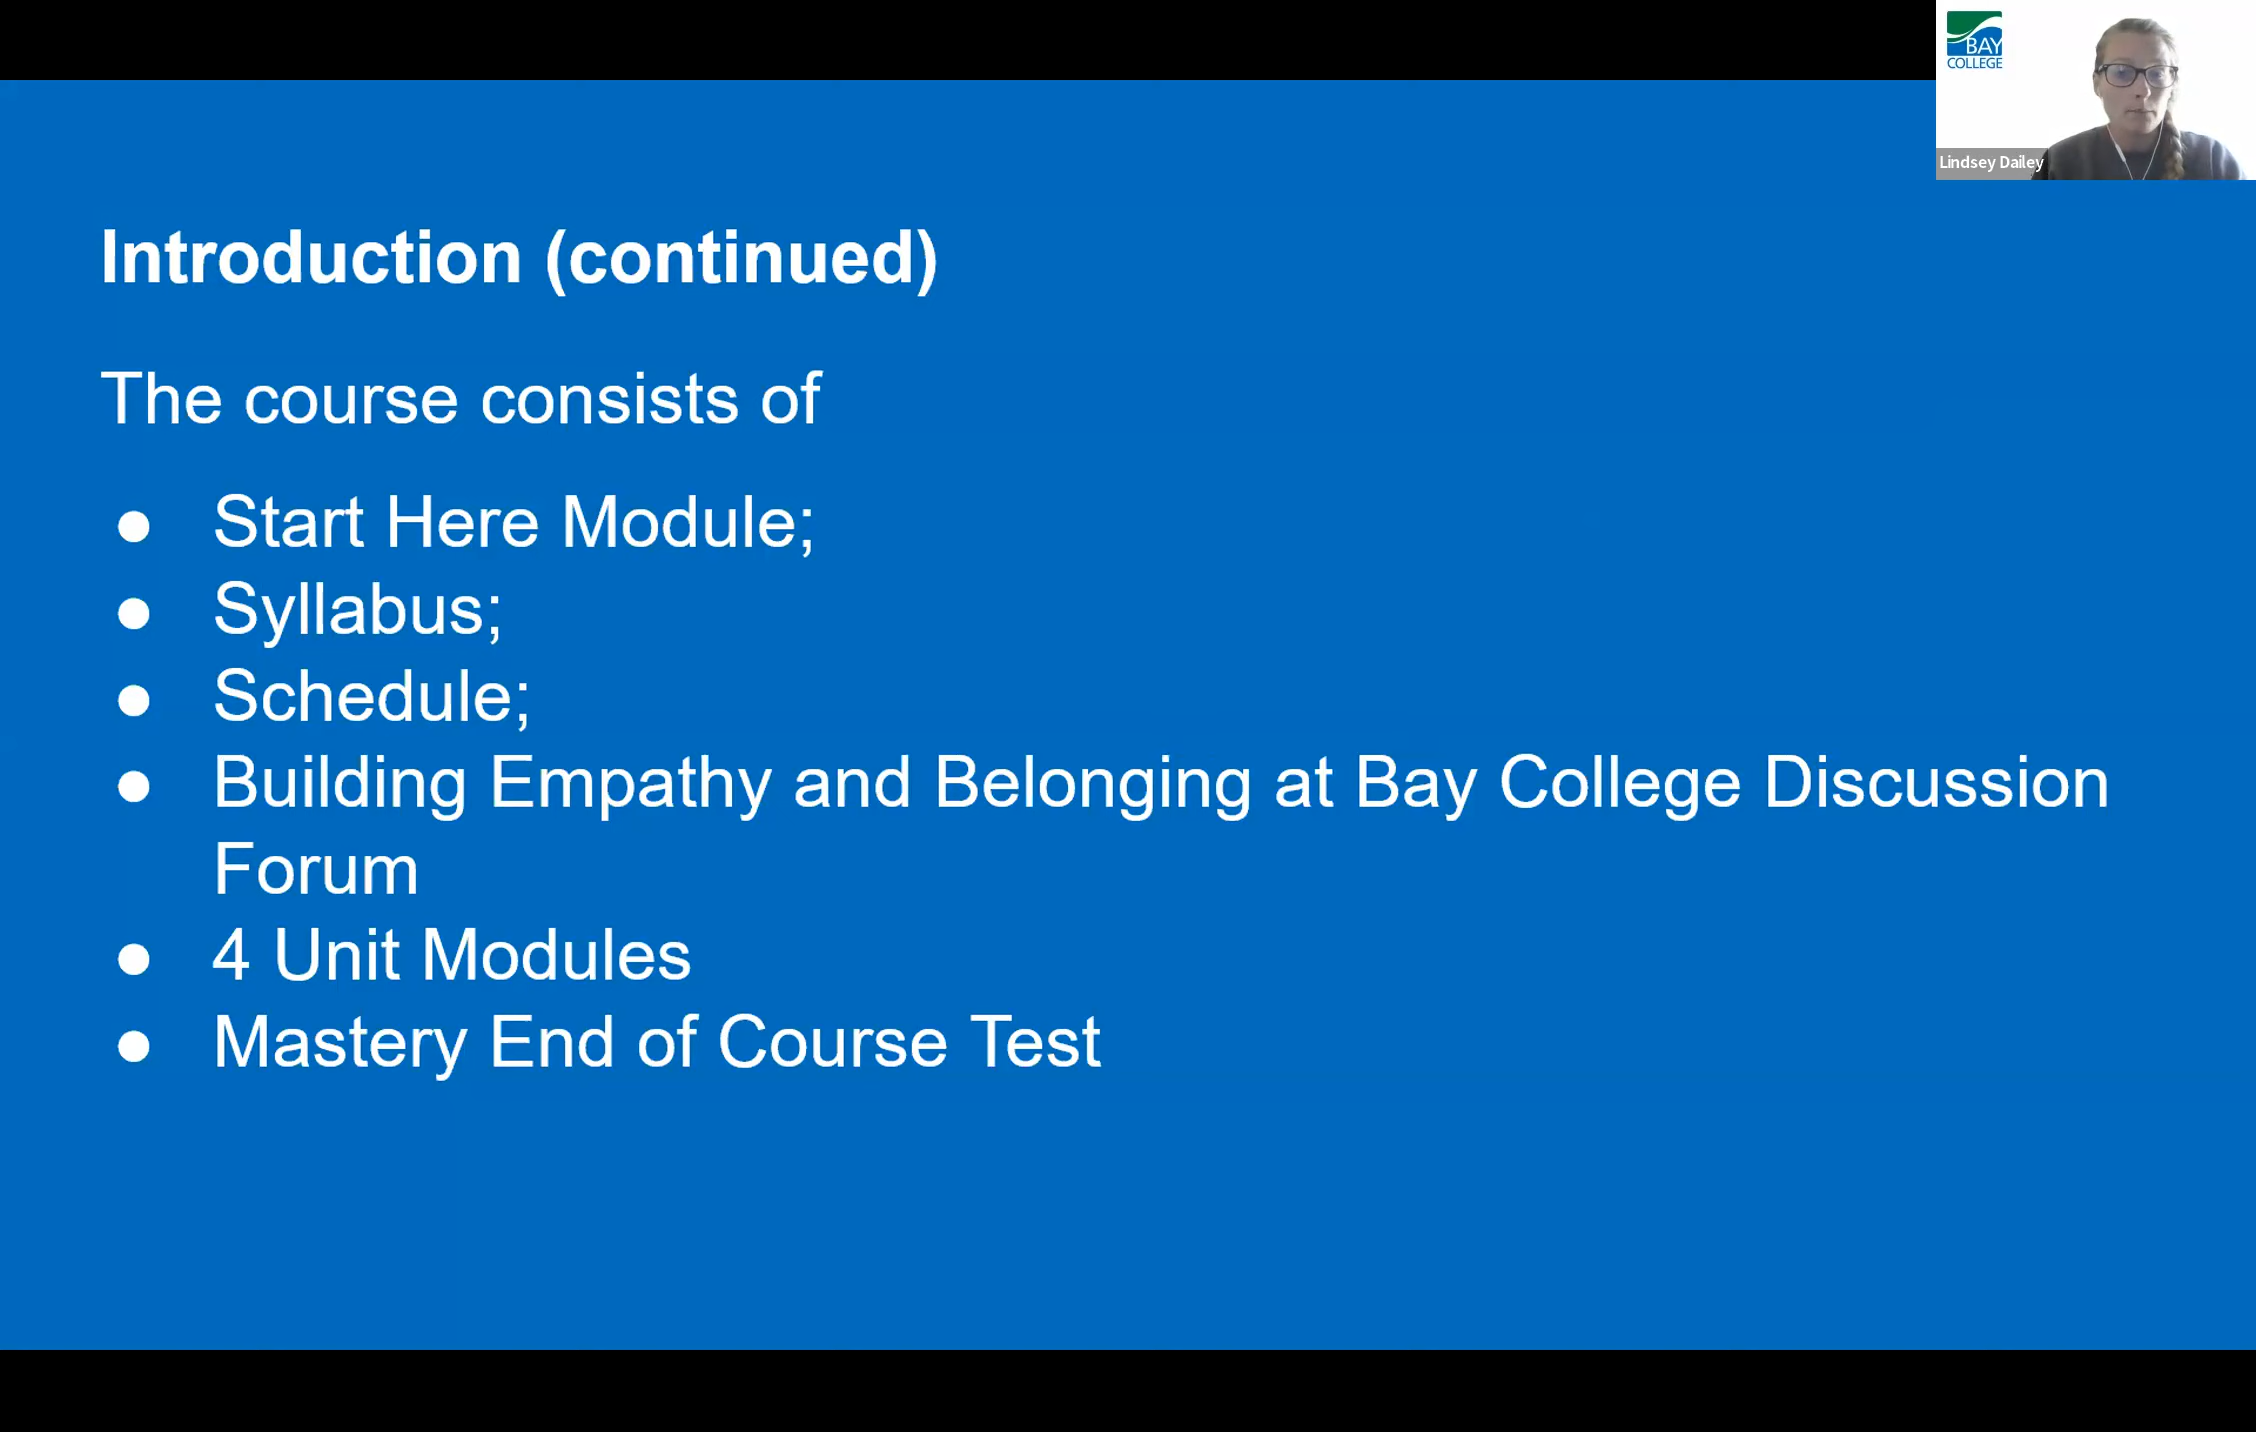 BAY
COLLEGE
Lindsey Dailey
Introduction (continued)
The course consists of
● Start Here Module;
● Syllabus;
● Schedule;
● Building Empathy and Belonging at Bay College Discussion
Forum
● 4 Unit Modules
● Mastery End of Course Test